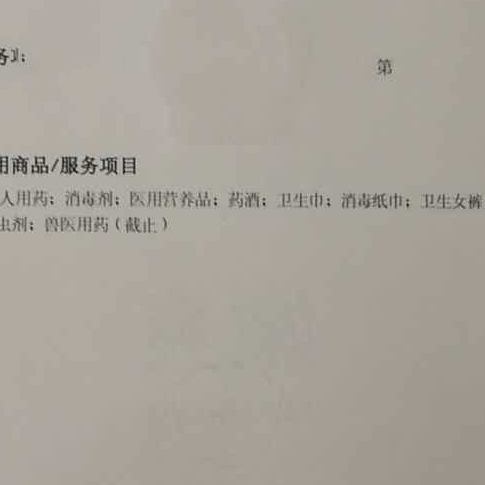 务】:
第
用商品/服务项目
人用药；消毒剂；医用营养品；药酒；卫生巾；消毒纸巾；卫生女裤
虫剂；兽医用药（截止）